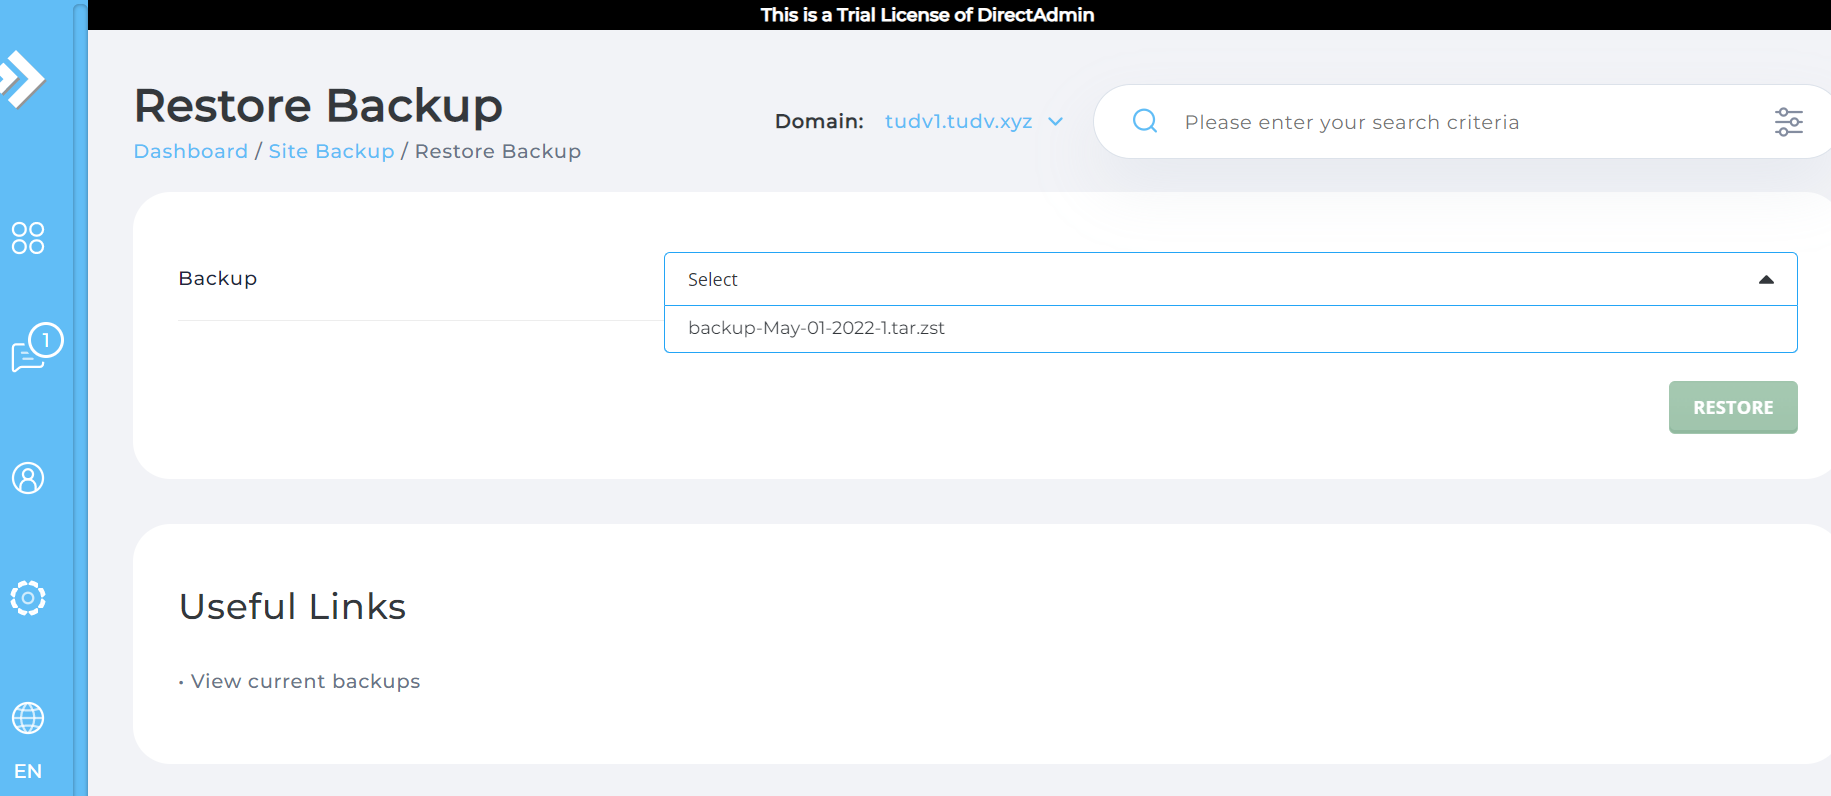 This is a Trial License of DirectAdmin
Restore Backup
Domain: tudv1.tudv.xyz
Please enter your search criteria
Dashboard / Site Backup / Restore Backup
Backup
Select
backup-May-01-2022-1.tar.zst
RESTORE
1
Useful Links
• View current backups
EN